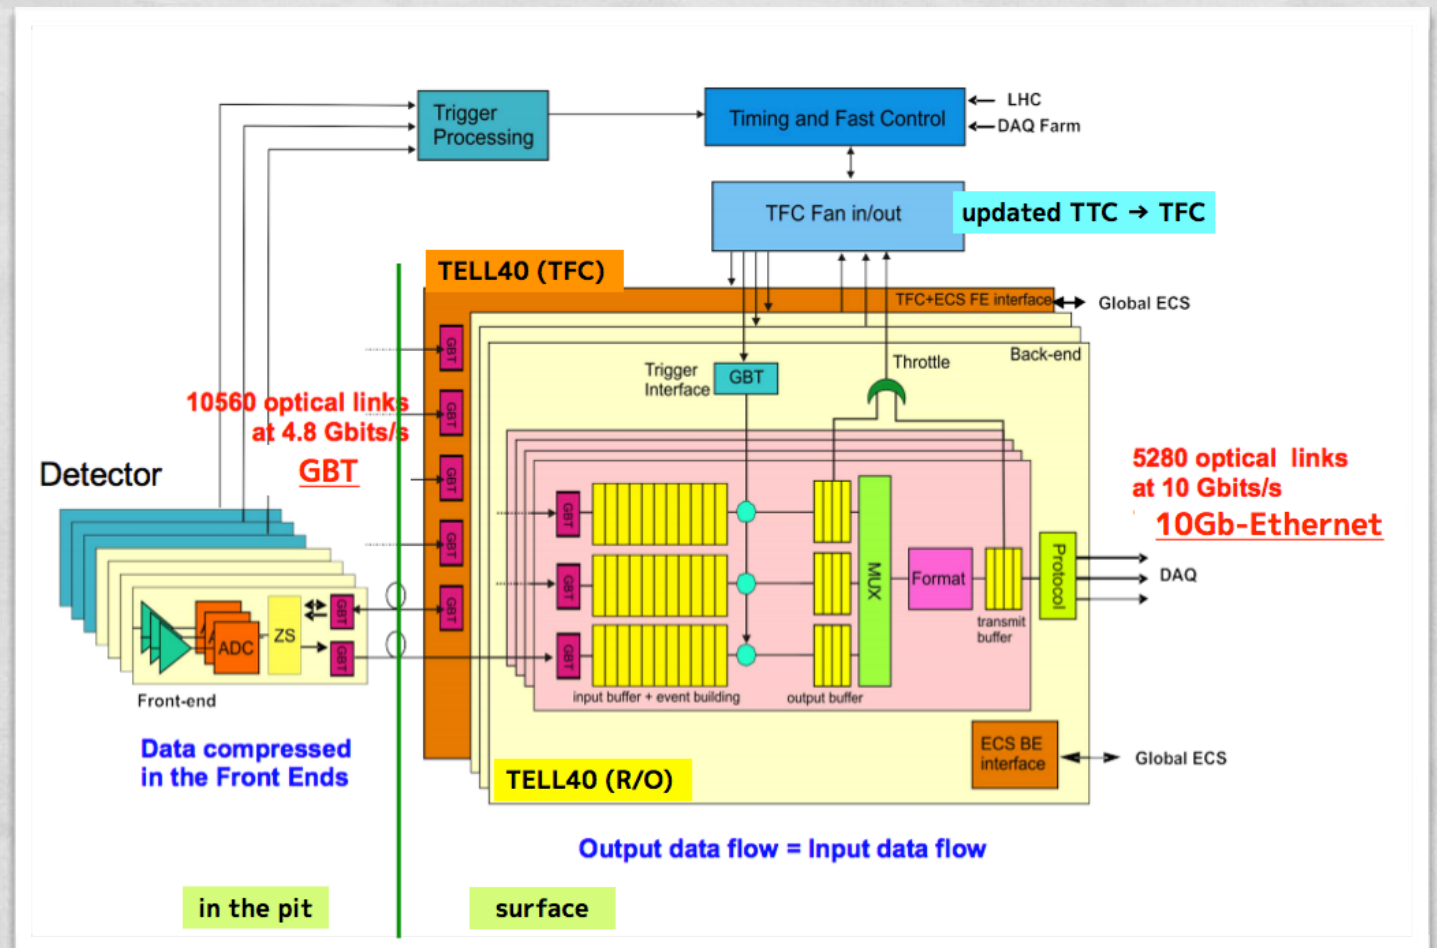 Trigger
Processing
Timing and Fast Control
LHC
DAQ Farm
TFC Fan in/out
updated TTC → TFC
TELL40 (TFC)
TFC+ECS FE interface
Global ECS
Back-end
Throttle
Trigger
Interface
GBT
GBT
10560 optical links
at 4.8 Gbits/s
GBT
GBT
GBT
GBT
GBT
Detector
5280 optical links
at 10 Gbits/s
10Gb-Ethernet
GBT
GBT
GBT
MUX
Format
transmit
buffer
Protocol
DAQ
input buffer + event building
output buffer
A
A
ADC
ZS
GBT
GBT
Front-end
Data compressed
in the Front Ends
ECS BE
interface
Global ECS
TELL40 (R/O)
Output data flow = Input data flow
in the pit
surface